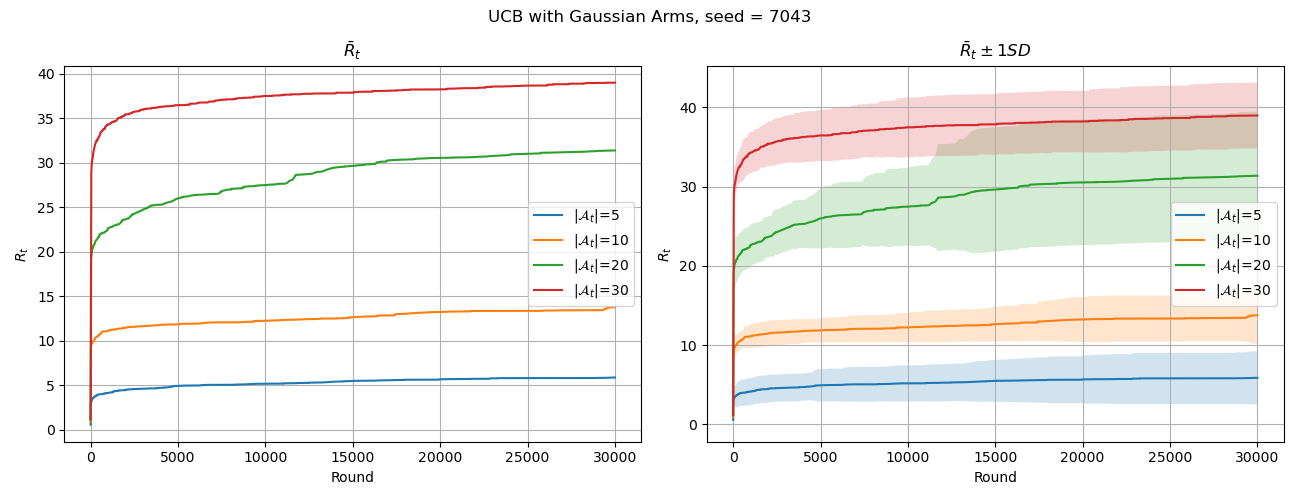 UCB with Gaussian Arms, seed = 7043
R̄ₜ
40
35
30
25
20
15
10
5
0
Rₜ
|𝒜ₜ|=5
|𝒜ₜ|=10
|𝒜ₜ|=20
|𝒜ₜ|=30
0 5000 10000 15000 20000 25000 30000
Round
R̄ₜ ± 1SD
40
30
20
10
0
Rₜ
|𝒜ₜ|=5
|𝒜ₜ|=10
|𝒜ₜ|=20
|𝒜ₜ|=30
0 5000 10000 15000 20000 25000 30000
Round